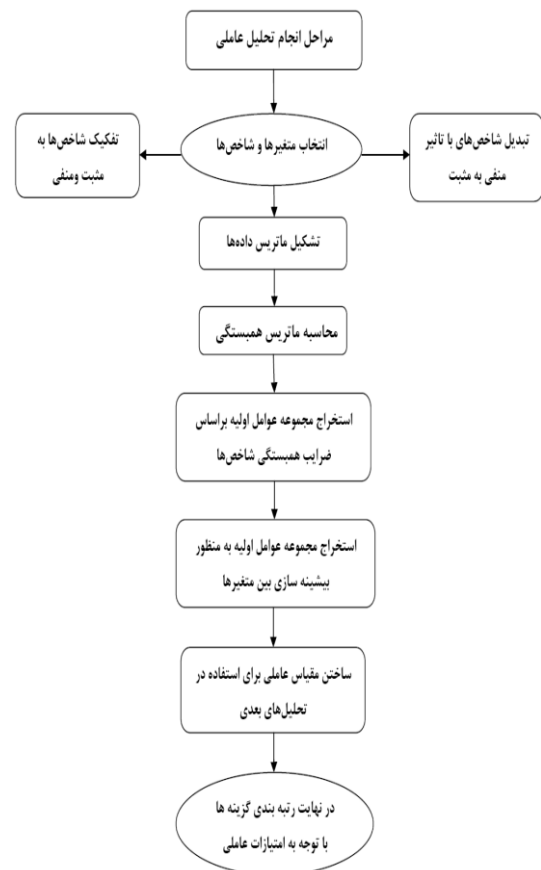 مراحل انجام تحلیل عاملی
انتخاب متغیرها و شاخص‌ها
تبدیل شاخص‌های با تاثیر
منفی به مثبت
تفکیک شاخص‌ها به
مثبت ومنفی
تشکیل ماتریس داده‌ها
محاسبه ماتریس همبستگی
استخراج مجموعه عوامل اولیه براساس
ضرایب همبستگی شاخص‌ها
استخراج مجموعه عوامل اولیه به منظور
بیشینه سازی بین متغیرها
ساختن مقیاس عاملی برای استفاده در
تحلیل‌های بعدی
در نهایت رتبه بندی گزینه ها
با توجه به امتیازات عاملی